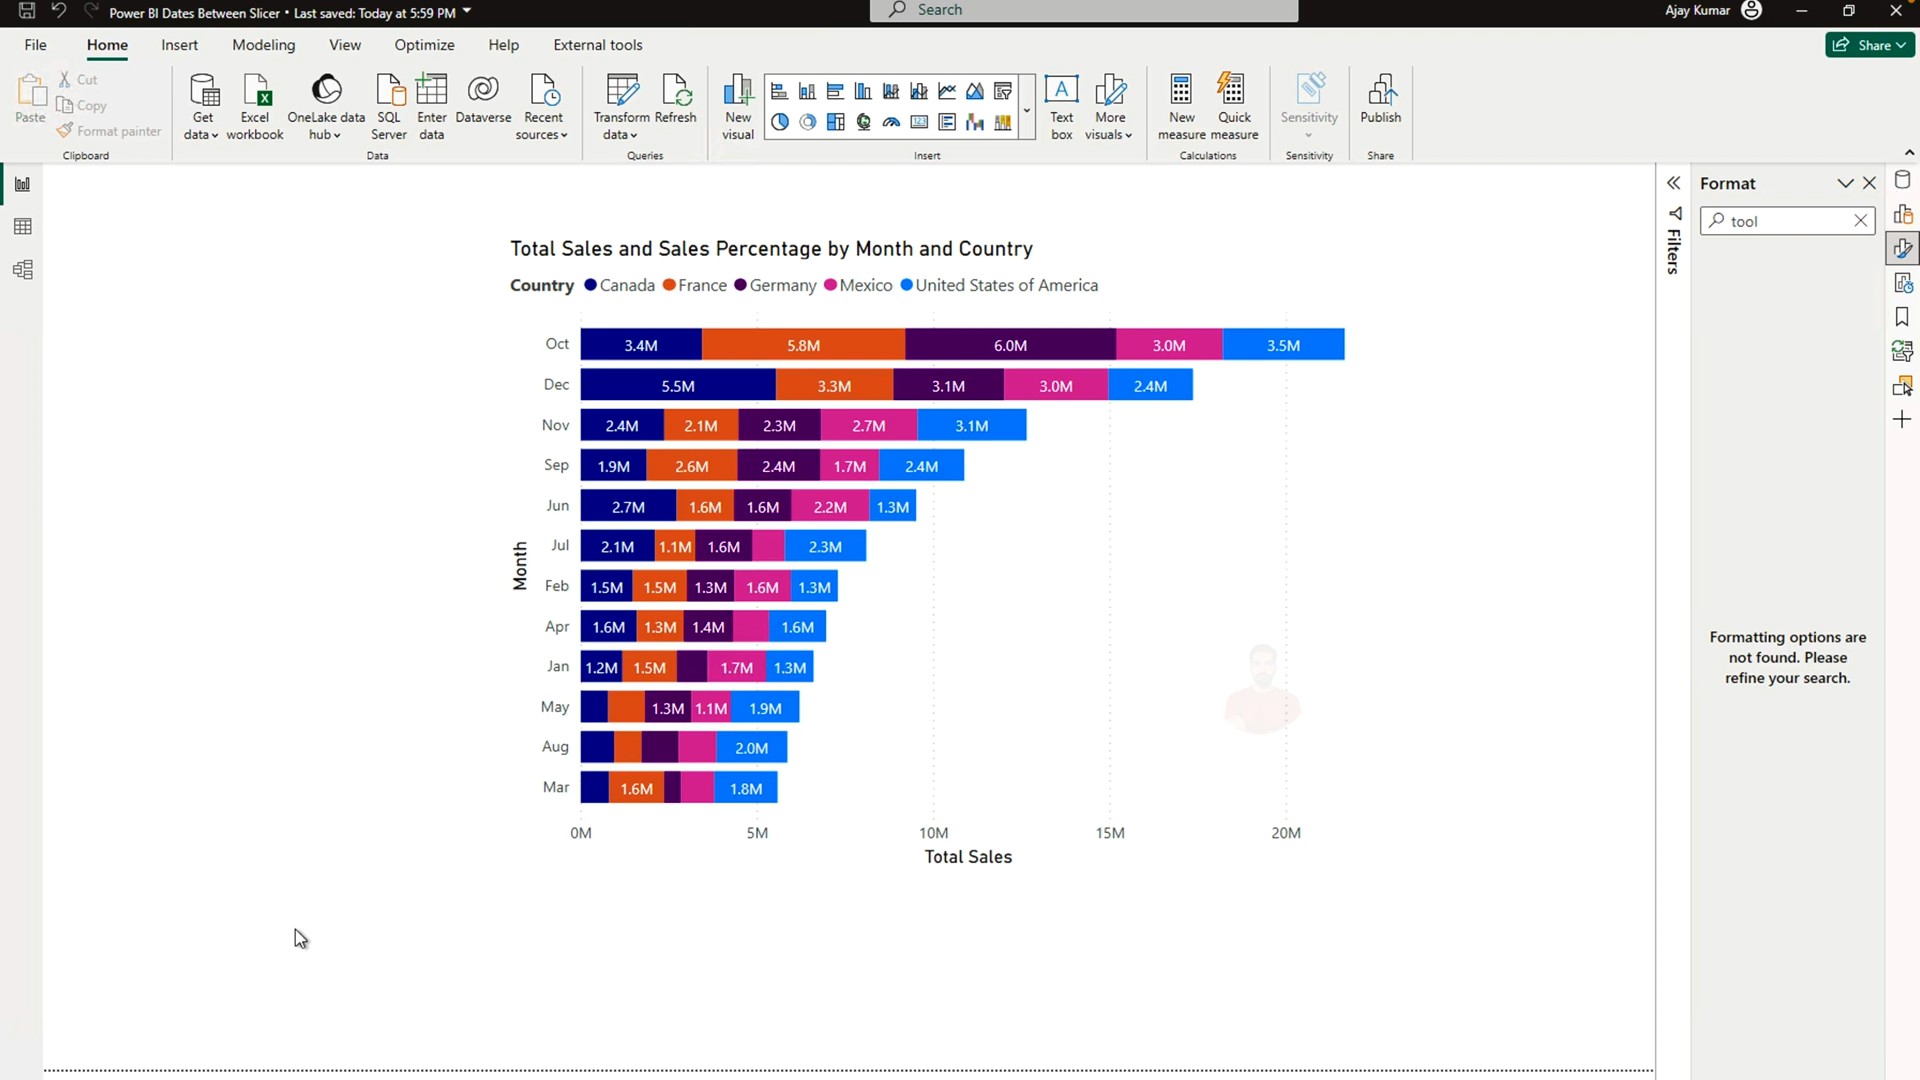 Power BI Dates Between Slicer • Last saved: Today at 5:59 PM
Search
Ajay Kumar
File Home Insert Modeling View Optimize Help External tools
Share
Paste
Cut
Copy
Format painter
Clipboard
Get data
Excel workbook
OneLake data hub
SQL Server
Enter data
Dataverse
Recent sources
Data
Transform data
Refresh
Queries
New visual
Text box
More visuals
Insert
New measure
Quick measure
Calculations
Sensitivity
Sensitivity
Publish
Share
Total Sales and Sales Percentage by Month and Country
Country Canada France Germany Mexico United States of America
Month
Oct 3.4M 5.8M 6.0M 3.0M 3.5M
Dec 5.5M 3.3M 3.1M 3.0M 2.4M
Nov 2.4M 2.1M 2.3M 2.7M 3.1M
Sep 1.9M 2.6M 2.4M 1.7M 2.4M
Jun 2.7M 1.6M 1.6M 2.2M 1.3M
Jul 2.1M 1.1M 1.6M 2.3M
Feb 1.5M 1.5M 1.3M 1.6M 1.3M
Apr 1.6M 1.3M 1.4M 1.6M
Jan 1.2M 1.5M 1.7M 1.3M
May 1.3M 1.1M 1.9M
Aug 2.0M
Mar 1.6M 1.8M
0M 5M 10M 15M 20M
Total Sales
Filters
Format
tool
Formatting options are
not found. Please
refine your search.